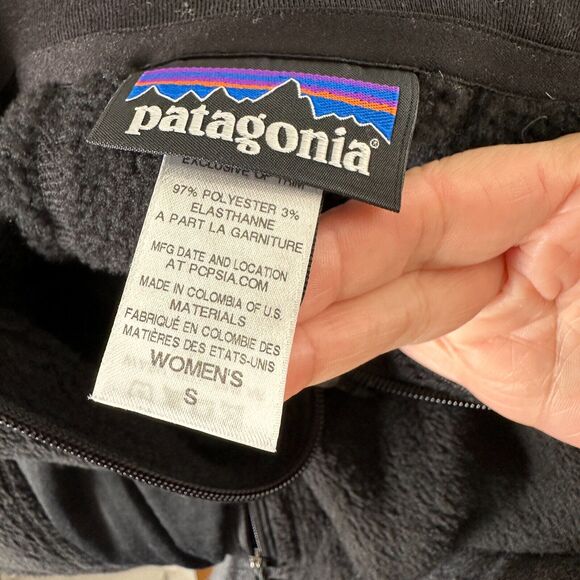 patagonia®
EXCLUSIVE OF TRIM
97% POLYESTER 3%
ELASTHANNE
A PART LA GARNITURE
MFG DATE AND LOCATION
AT PCPSIA.COM
MADE IN COLOMBIA OF U.S.
MATERIALS
FABRIQUÉ EN COLOMBIE DES
MATIÈRES DES ETATS-UNIS
WOMEN'S
S